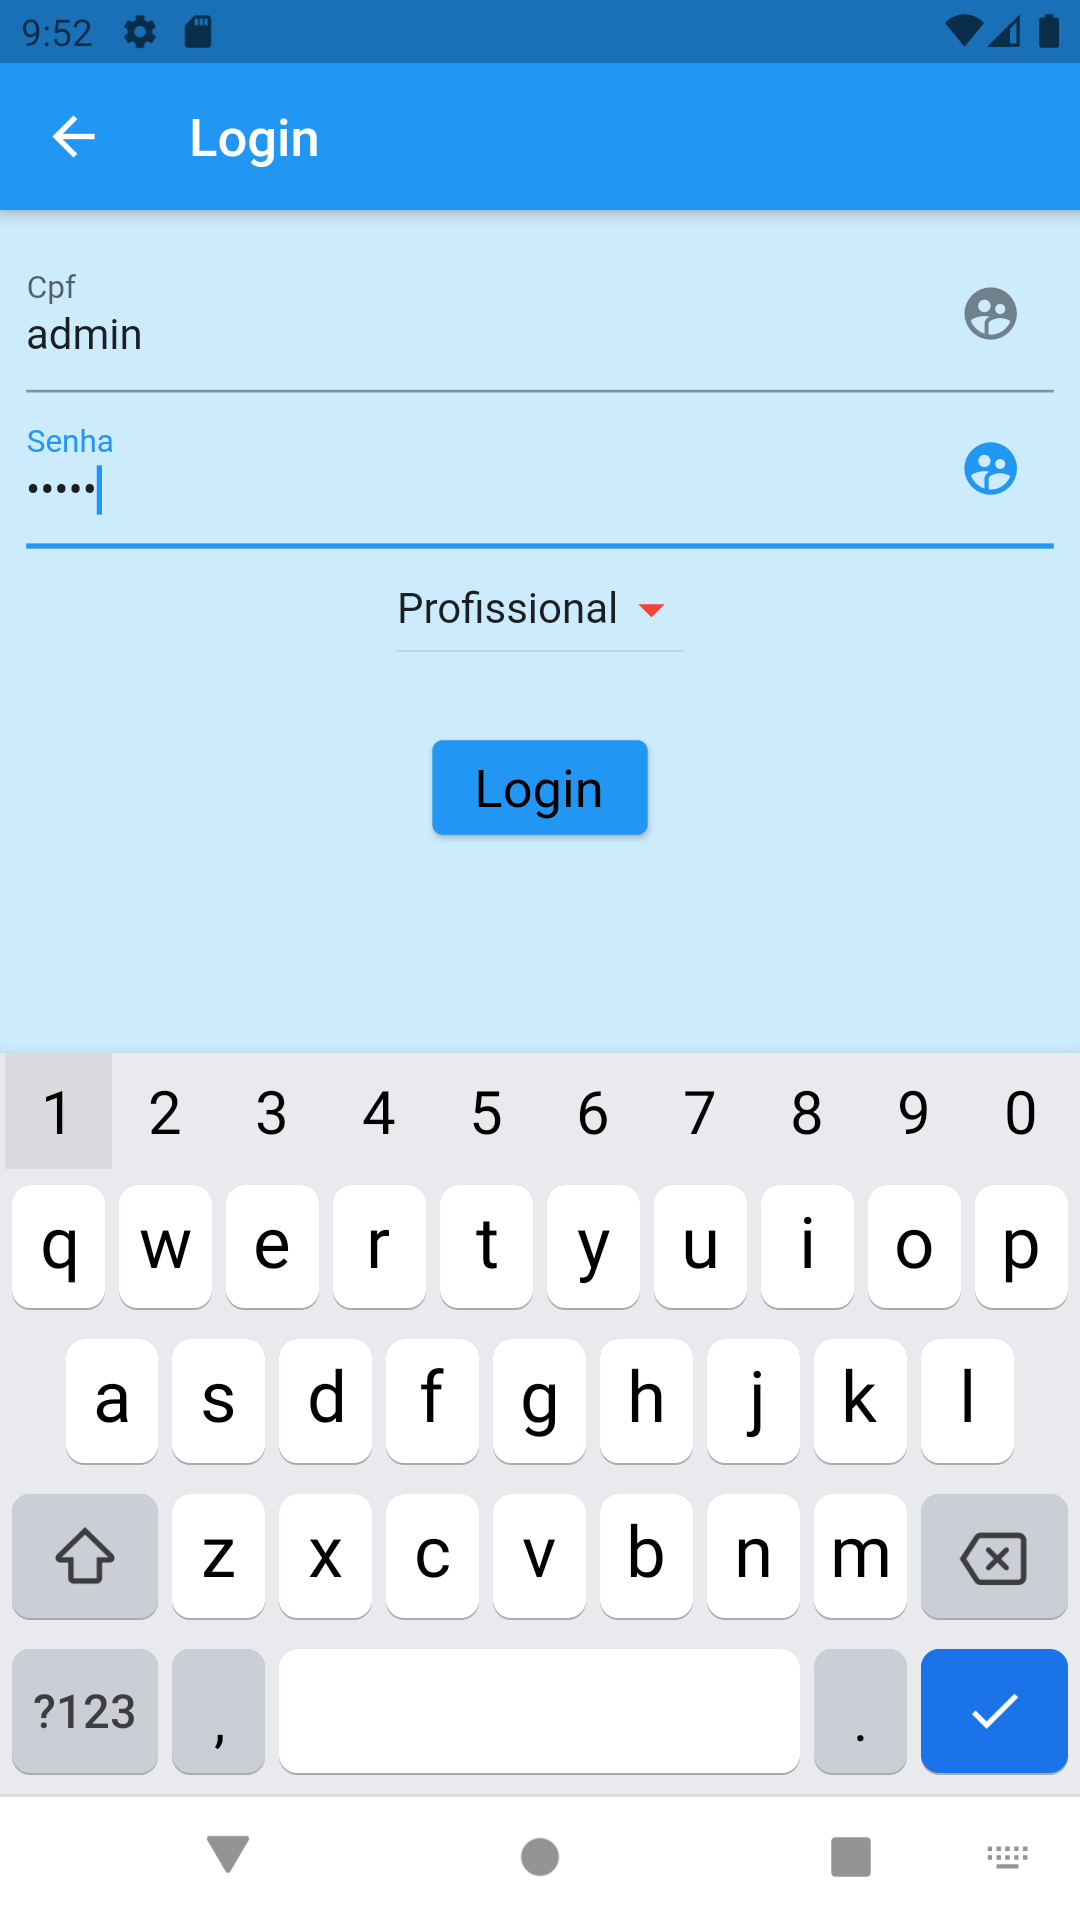 9:52
Login
Cpf
admin
Senha
•••••
Profissional
Login
1 2 3 4 5 6 7 8 9 0
q w e r t y u i o p
a s d f g h j k l
z x c v b n m
?123 , .